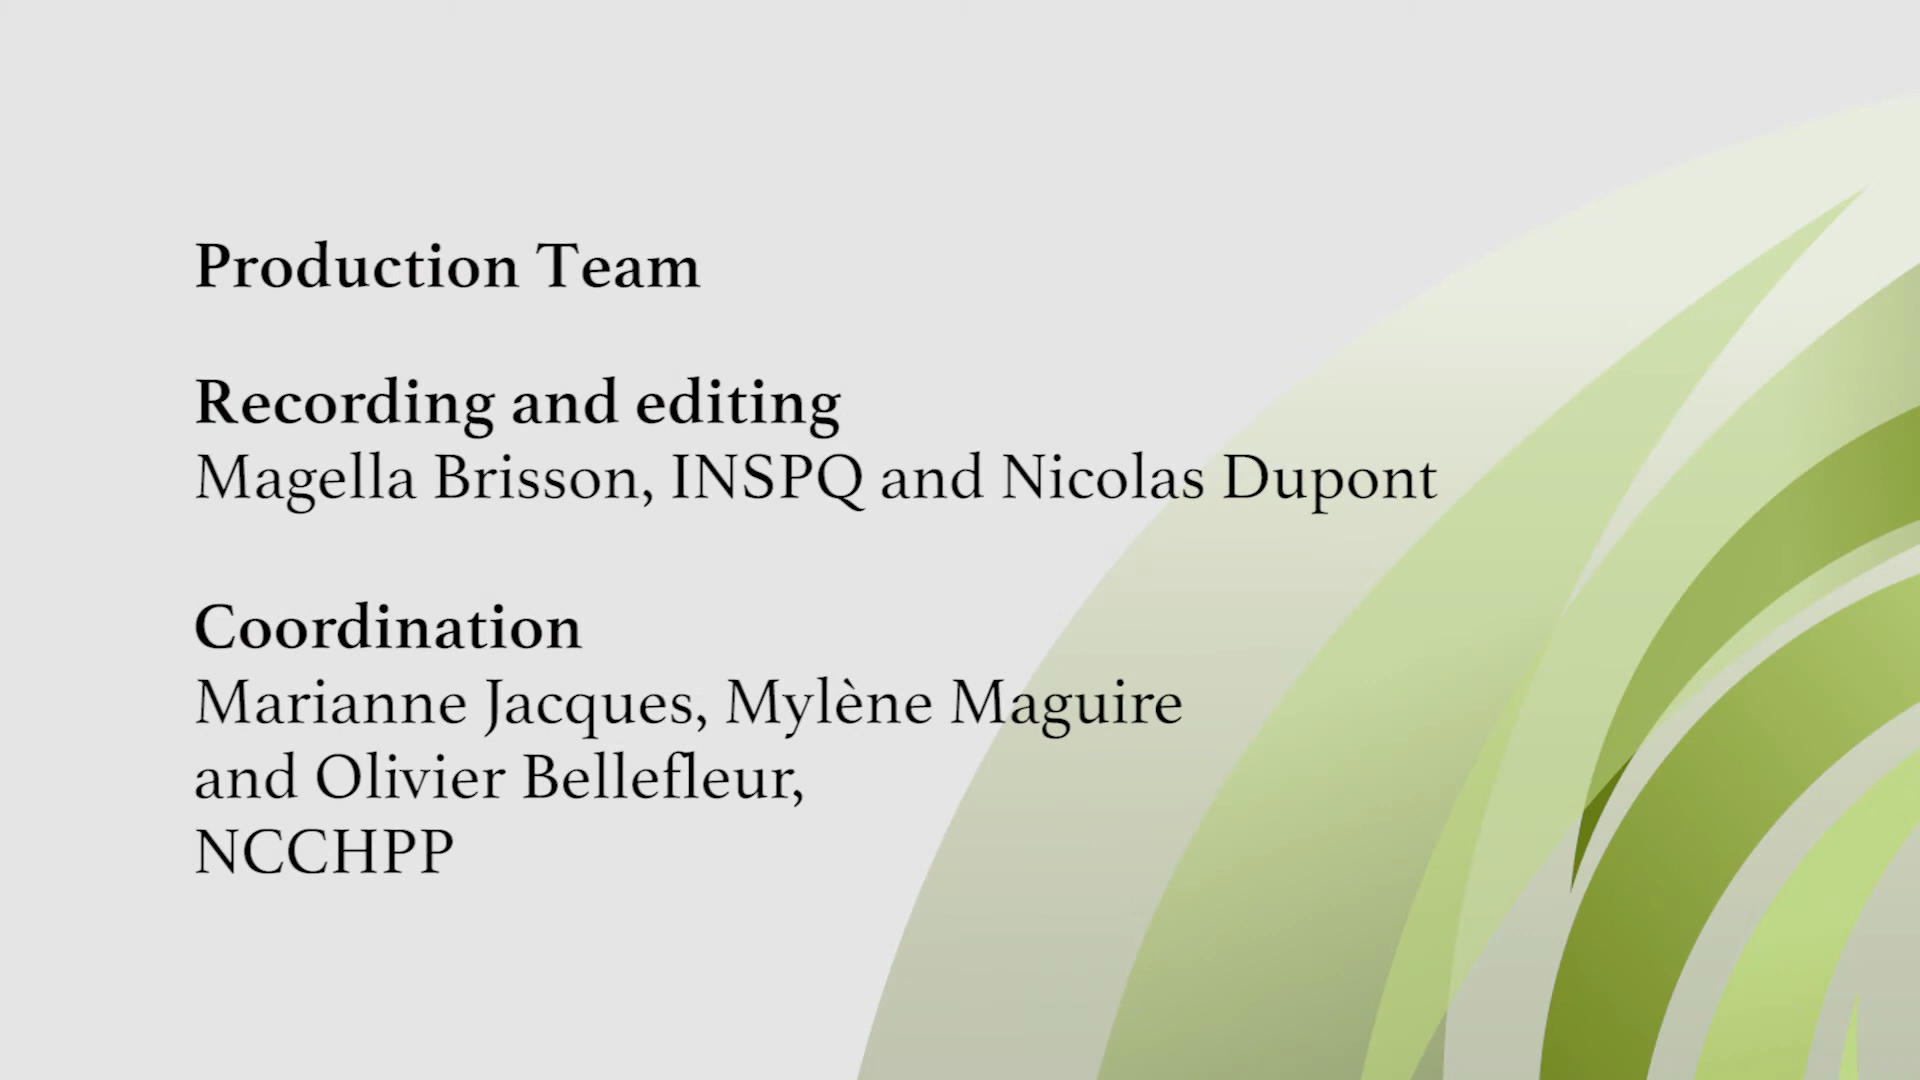 Production Team
Recording and editing
Magella Brisson, INSPQ and Nicolas Dupont
Coordination
Marianne Jacques, Mylène Maguire
and Olivier Bellefleur,
NCCHPP